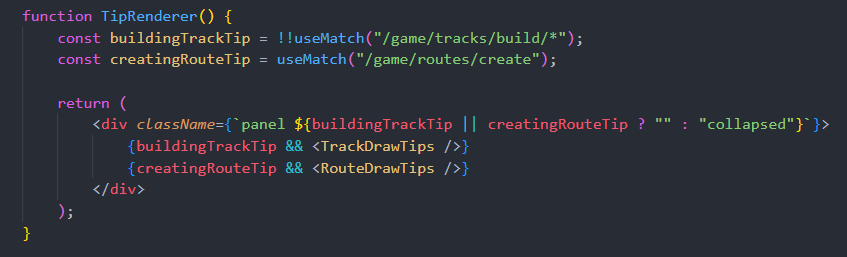 function TipRenderer() {
const buildingTrackTip = !!useMatch("/game/tracks/build/*");
const creatingRouteTip = useMatch("/game/routes/create");
return (
<div className={`panel ${buildingTrackTip || creatingRouteTip ? "" : "collapsed"}`}>
{buildingTrackTip && <TrackDrawTips />}
{creatingRouteTip && <RouteDrawTips />}
</div>
);
}